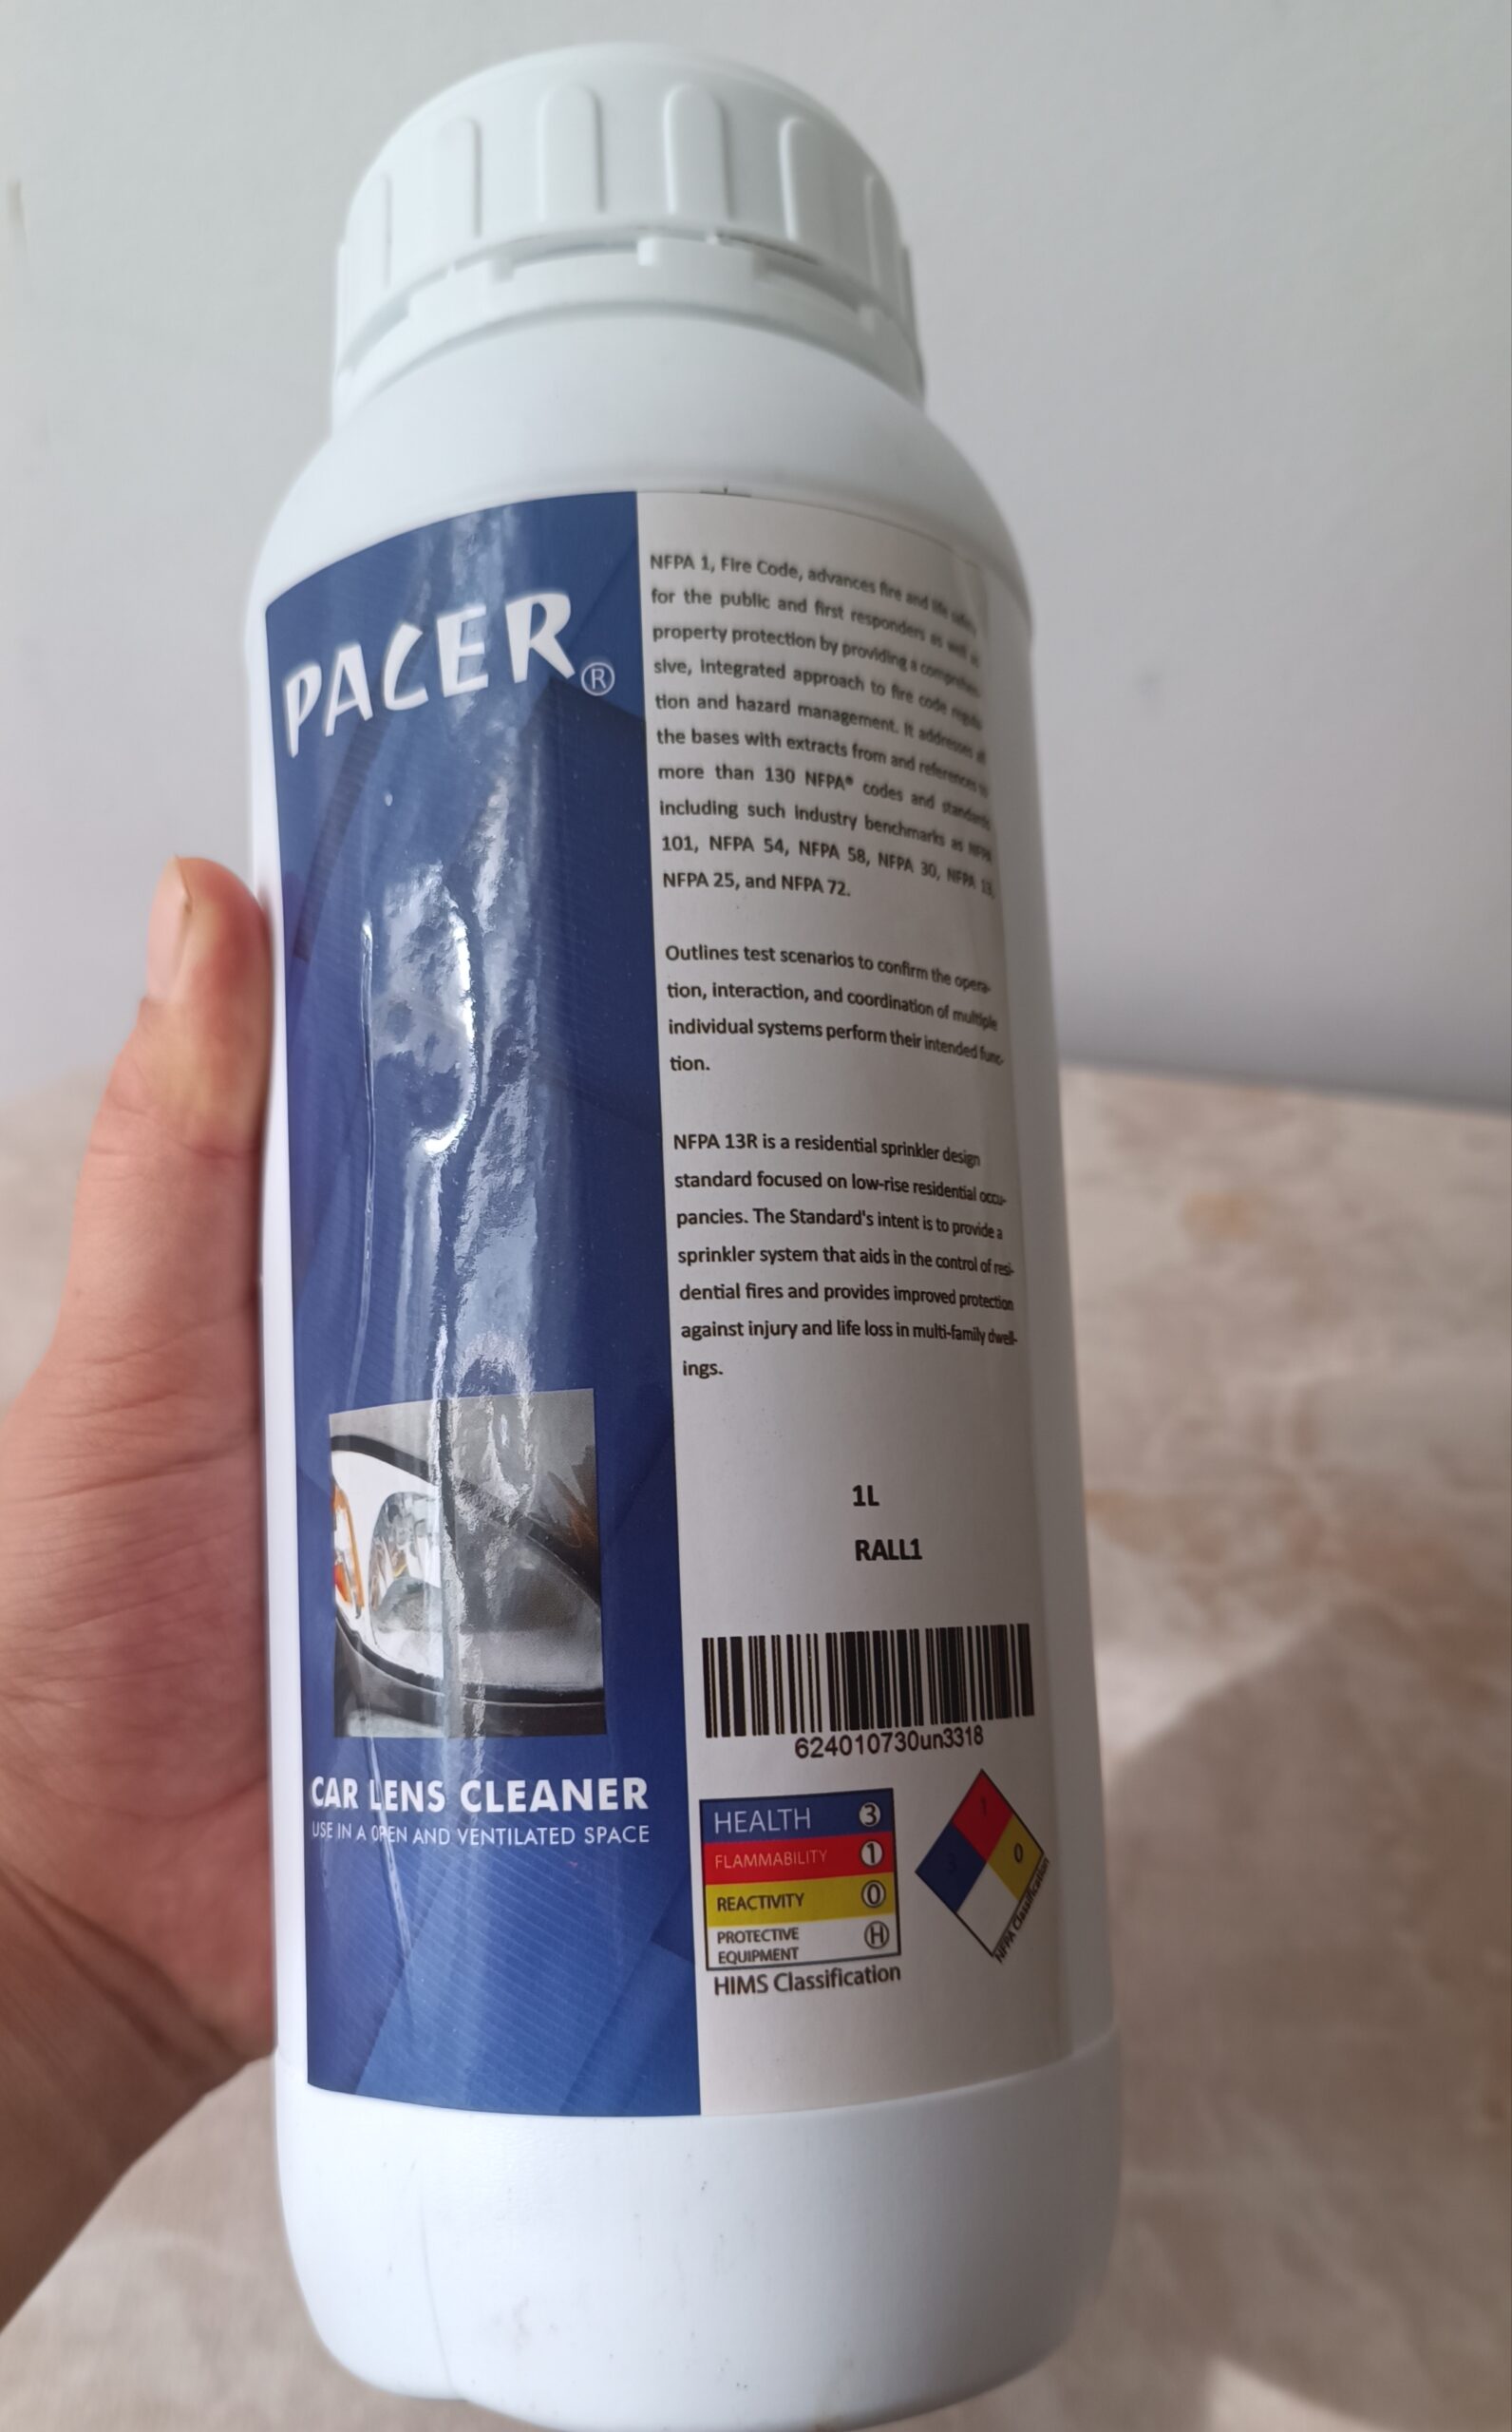 PACER®
CAR LENS CLEANER
USE IN A OPEN AND VENTILATED SPACE
NFPA 1, Fire Code, advances fire and life safety
for the public and first responders as well as
property protection by providing a comprehen-
sive, integrated approach to fire code regula-
tion and hazard management. It addresses all
the bases with extracts from and references to
more than 130 NFPA® codes and standards
including such industry benchmarks as NFPA
101, NFPA 54, NFPA 58, NFPA 30, NFPA 13,
NFPA 25, and NFPA 72.
Outlines test scenarios to confirm the opera-
tion, interaction, and coordination of multiple
individual systems perform their intended func-
tion.
NFPA 13R is a residential sprinkler design
standard focused on low-rise residential occu-
pancies. The Standard's intent is to provide a
sprinkler system that aids in the control of resi-
dential fires and provides improved protection
against injury and life loss in multi-family dwell-
ings.
1L
RALL1
624010730un3318
HEALTH 3
FLAMMABILITY 1
REACTIVITY 0
PROTECTIVE
EQUIPMENT H
HIMS Classification
1
3 0
NFPA Classification